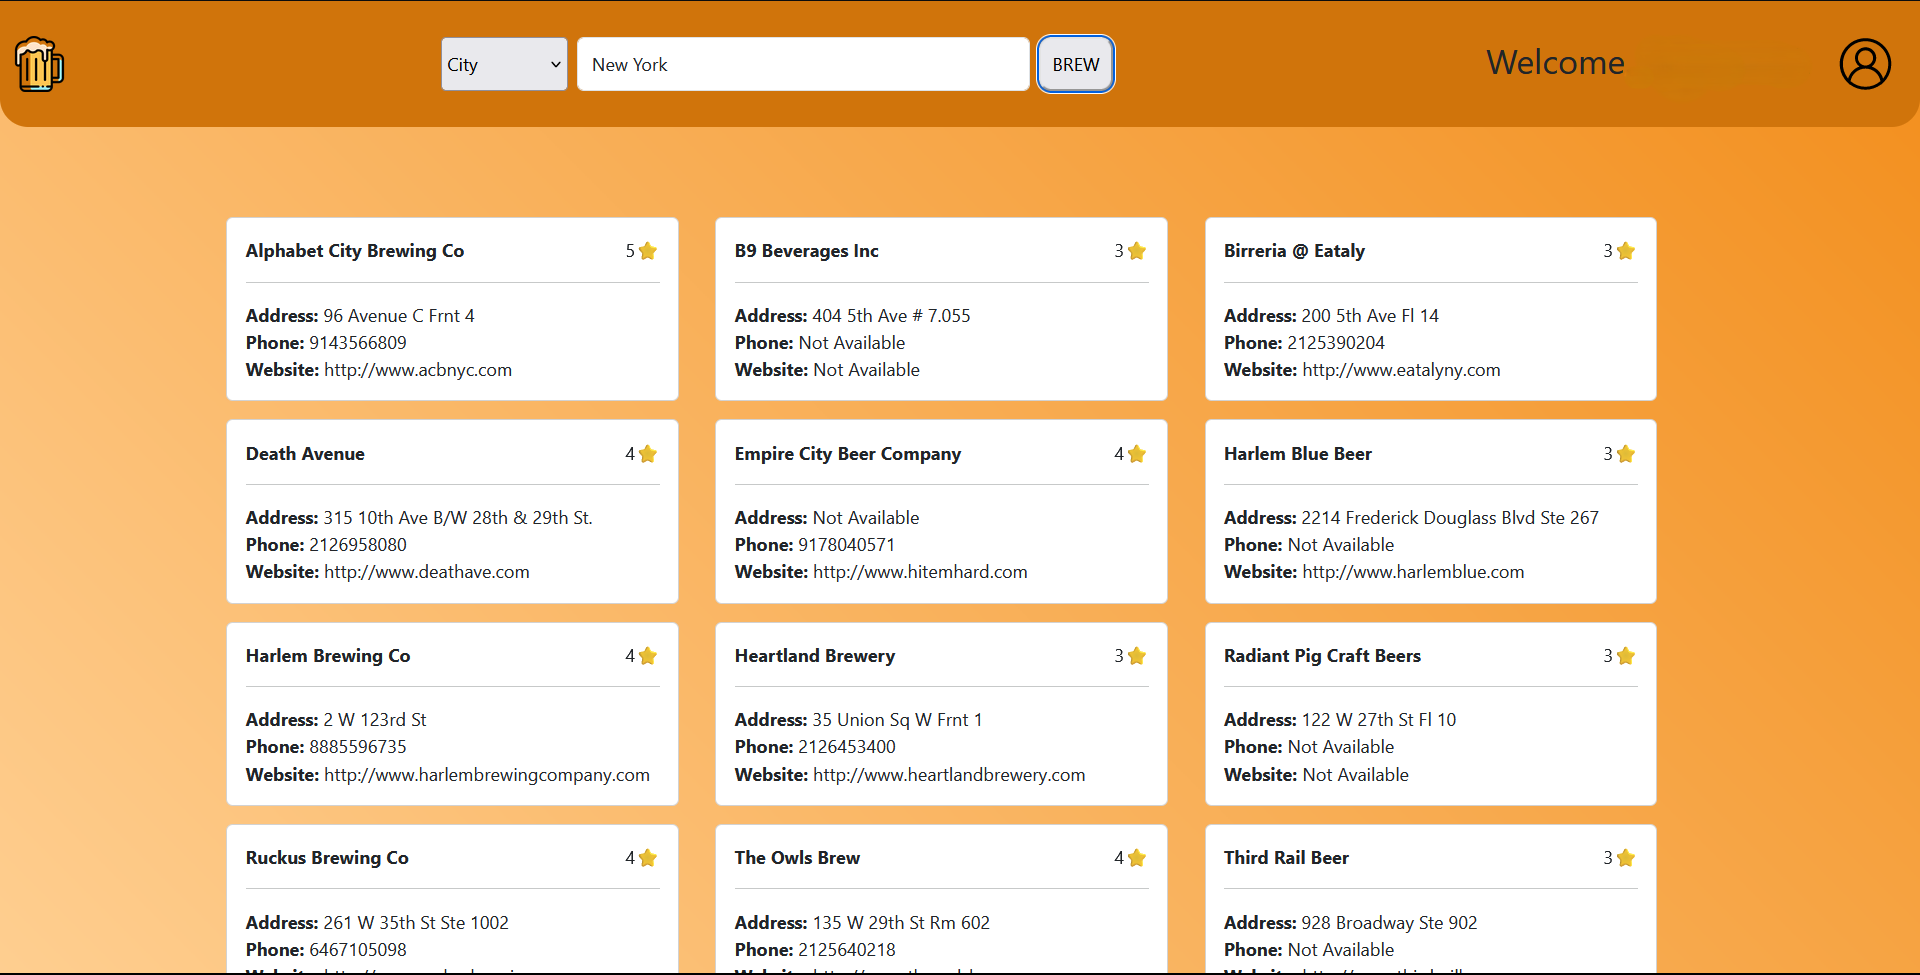 City
New York
BREW
Welcome
Alphabet City Brewing Co 5
Address: 96 Avenue C Frnt 4
Phone: 9143566809
Website: http://www.acbnyc.com
B9 Beverages Inc 3
Address: 404 5th Ave # 7.055
Phone: Not Available
Website: Not Available
Birreria @ Eataly 3
Address: 200 5th Ave Fl 14
Phone: 2125390204
Website: http://www.eatalyny.com
Death Avenue 4
Address: 315 10th Ave B/W 28th & 29th St.
Phone: 2126958080
Website: http://www.deathave.com
Empire City Beer Company 4
Address: Not Available
Phone: 9178040571
Website: http://www.hitemhard.com
Harlem Blue Beer 3
Address: 2214 Frederick Douglass Blvd Ste 267
Phone: Not Available
Website: http://www.harlemblue.com
Harlem Brewing Co 4
Address: 2 W 123rd St
Phone: 8885596735
Website: http://www.harlembrewingcompany.com
Heartland Brewery 3
Address: 35 Union Sq W Frnt 1
Phone: 2126453400
Website: http://www.heartlandbrewery.com
Radiant Pig Craft Beers 3
Address: 122 W 27th St Fl 10
Phone: Not Available
Website: Not Available
Ruckus Brewing Co 4
Address: 261 W 35th St Ste 1002
Phone: 6467105098
The Owls Brew 4
Address: 135 W 29th St Rm 602
Phone: 2125640218
Third Rail Beer 3
Address: 928 Broadway Ste 902
Phone: Not Available